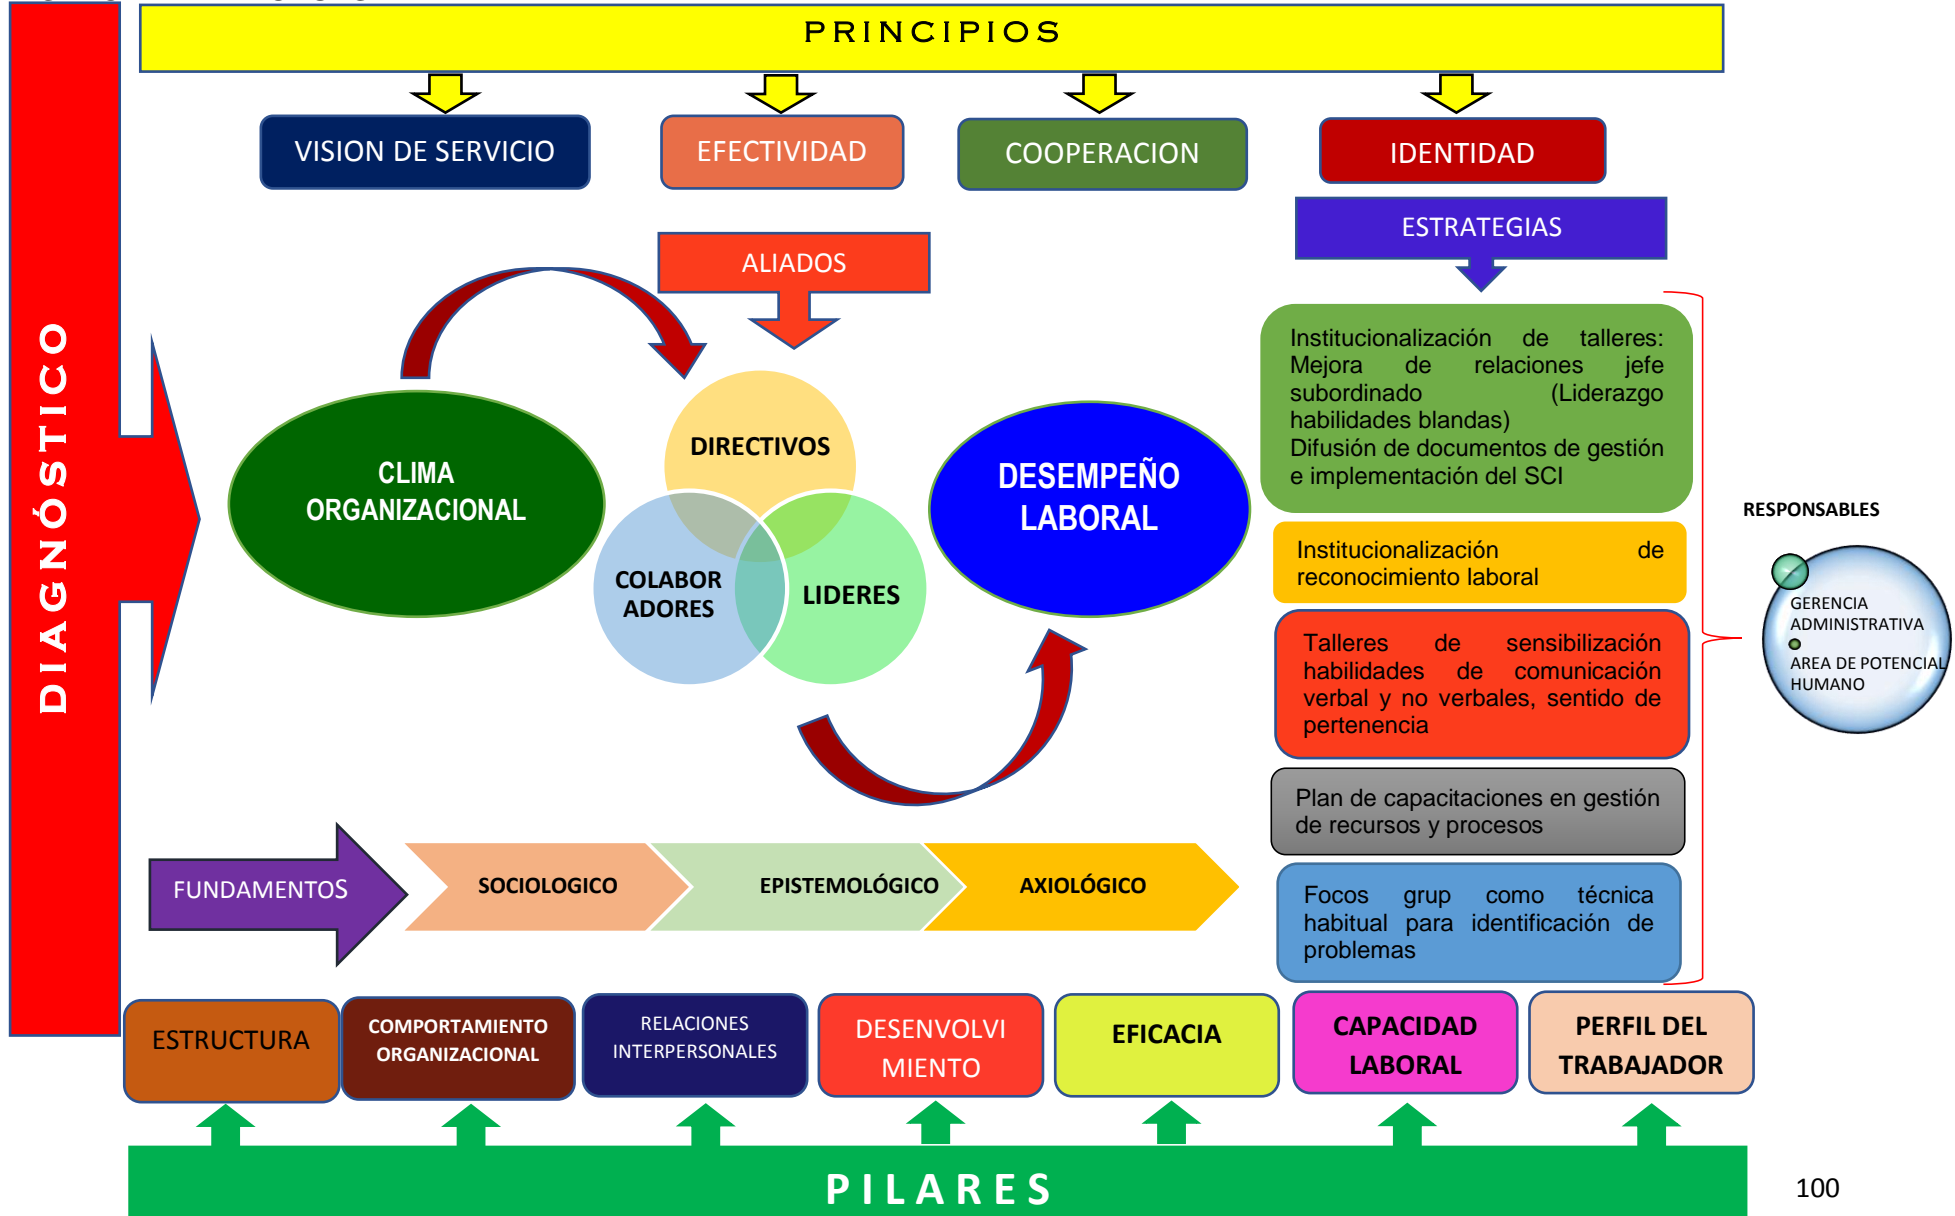 PRINCIPIOS
VISION DE SERVICIO
EFECTIVIDAD
COOPERACION
IDENTIDAD
DIAGNÓSTICO
ALIADOS
CLIMA
ORGANIZACIONAL
DIRECTIVOS
COLABOR
ADORES
LIDERES
DESEMPEÑO
LABORAL
ESTRATEGIAS
Institucionalización de talleres:
Mejora de relaciones jefe
subordinado (Liderazgo
habilidades blandas)
Difusión de documentos de gestión
e implementación del SCI
Institucionalización de
reconocimiento laboral
Talleres de sensibilización
habilidades de comunicación
verbal y no verbales, sentido de
pertenencia
Plan de capacitaciones en gestión
de recursos y procesos
Focos grup como técnica
habitual para identificación de
problemas
RESPONSABLES
GERENCIA
ADMINISTRATIVA
AREA DE POTENCIAL
HUMANO
FUNDAMENTOS
SOCIOLOGICO
EPISTEMOLÓGICO
AXIOLÓGICO
ESTRUCTURA
COMPORTAMIENTO
ORGANIZACIONAL
RELACIONES
INTERPERSONALES
DESENVOLVI
MIENTO
EFICACIA
CAPACIDAD
LABORAL
PERFIL DEL
TRABAJADOR
PILARES
100